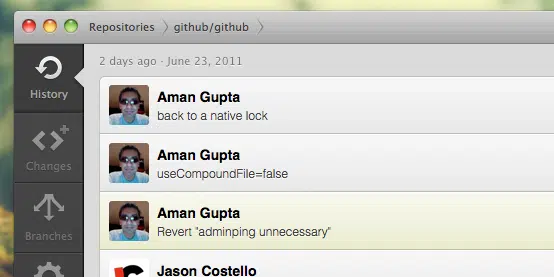 Repositories
github/github
2 days ago · June 23, 2011
History
Aman Gupta
back to a native lock
Changes
Aman Gupta
useCompoundFile=false
Branches
Aman Gupta
Revert "adminping unnecessary"
Jason Costello